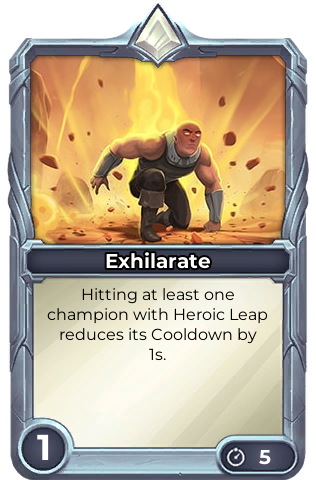 Exhilarate
Hitting at least one
champion with Heroic Leap
reduces its Cooldown by
1s.
1
5